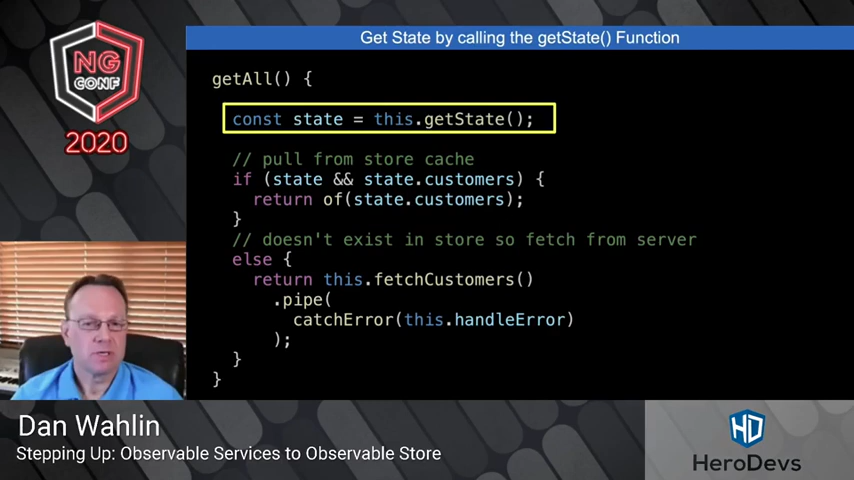 NG
CONF
2020
Get State by calling the getState() Function
getAll() {
const state = this.getState();
// pull from store cache
if (state && state.customers) {
return of(state.customers);
}
// doesn't exist in store so fetch from server
else {
return this.fetchCustomers()
.pipe(
catchError(this.handleError)
);
}
}
Dan Wahlin
Stepping Up: Observable Services to Observable Store
HD
HeroDevs